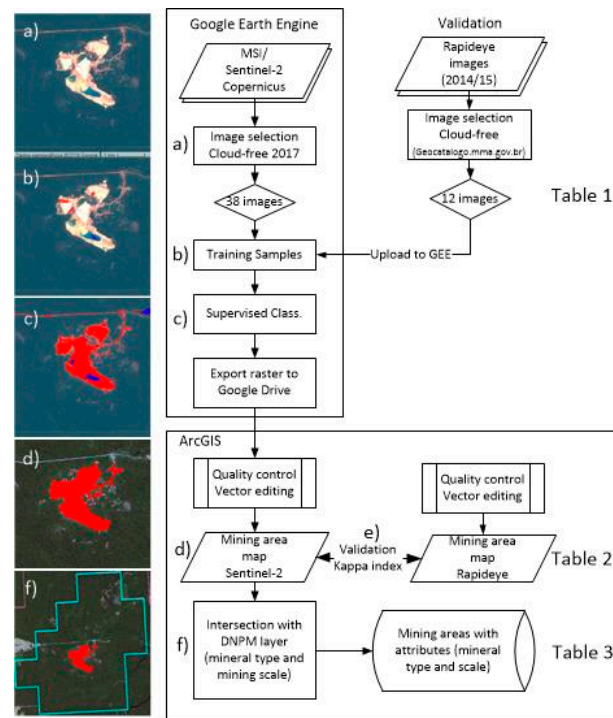 a)
b)
c)
d)
f)
Google Earth Engine
MSI/
Sentinel-2
Copernicus
a)
Image selection
Cloud-free 2017
38 images
b)
Training Samples
c)
Supervised Class.
Export raster to
Google Drive
Validation
Rapideye
images
(2014/15)
Image selection
Cloud-free
(Geocatalogo.mma.gov.br)
12 images
Upload to GEE
Table 1
ArcGIS
Quality control
Vector editing
Quality control
Vector editing
d)
Mining area
map
Sentinel-2
e)
Validation
Kappa index
Mining area
map
Rapideye
Table 2
f)
Intersection with
DNPM layer
(mineral type and
mining scale)
Mining areas with
attributes (mineral
type and scale)
Table 3